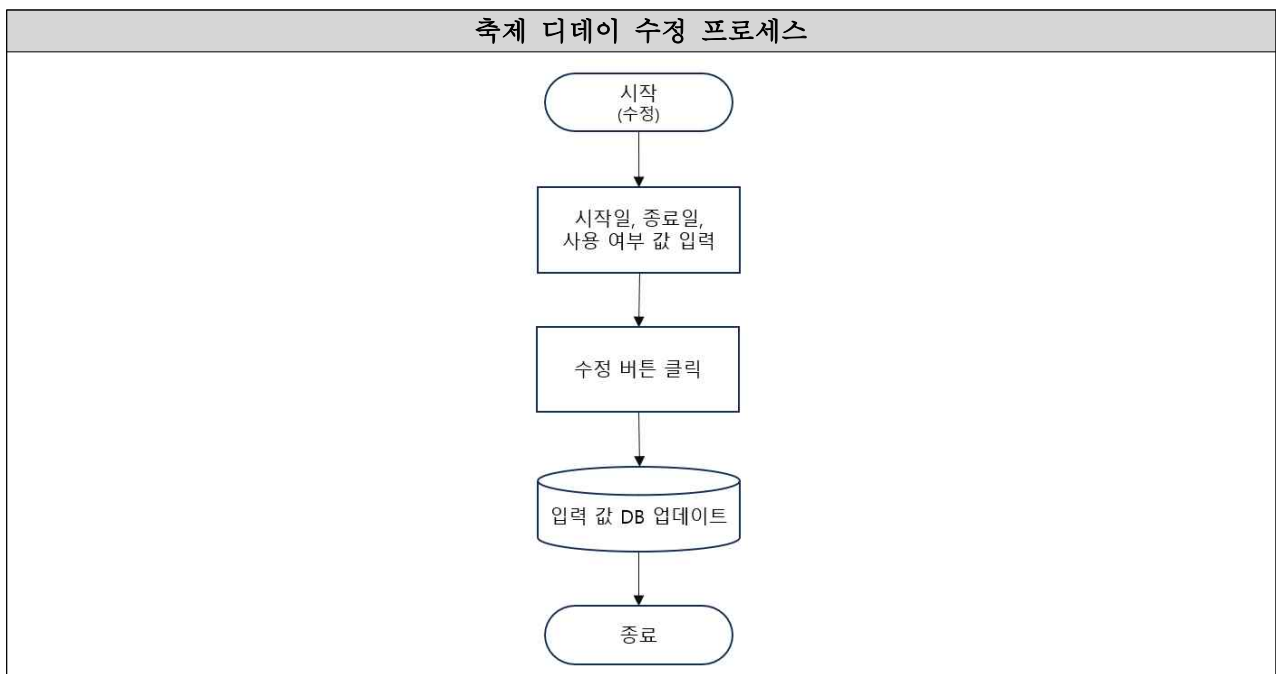 축제 디데이 수정 프로세스
시작
(수정)
시작일, 종료일,
사용 여부 값 입력
수정 버튼 클릭
입력 값 DB 업데이트
종료